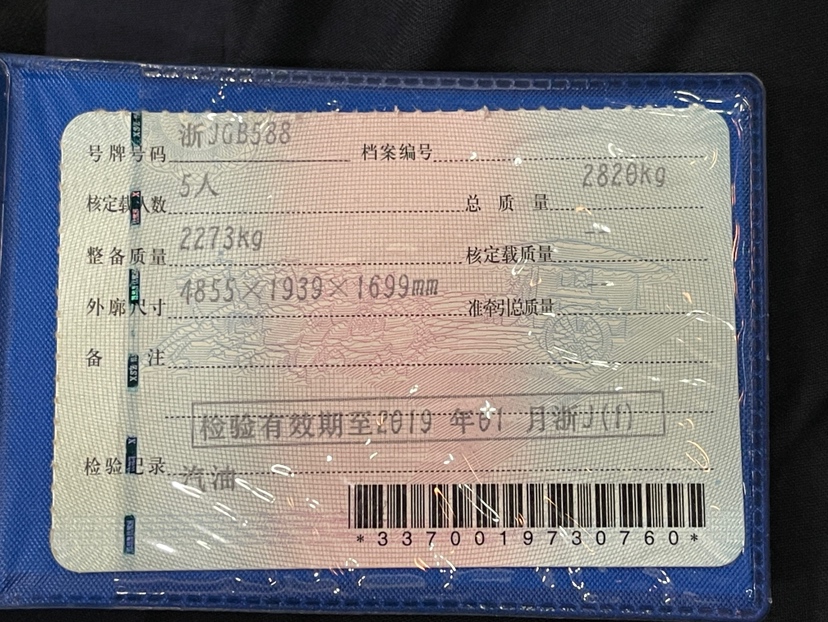 号牌号码 浙JGB588 档案编号
核定载人数 5人 总质量 2820kg
整备质量 2273kg 核定载质量 --
外廓尺寸 4855×1939×1699mm 准牵引总质量 --
备注
检验有效期至2019 年01 月浙J(1)
检验记录 汽油
*3370019730760*